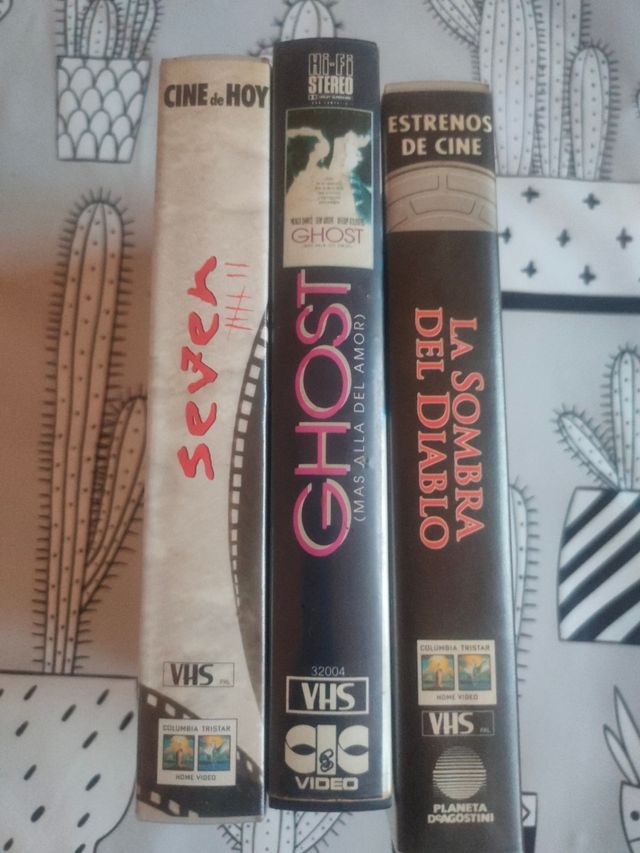 CINE de HOY
seven
VHS PAL
COLUMBIA TRISTAR
HOME VIDEO
Hi-Fi
STEREO
GHOST
GHOST
(MAS ALLA DEL AMOR)
32004
VHS
CIC
VIDEO
ESTRENOS
DE CINE
LA SOMBRA
DEL DIABLO
COLUMBIA TRISTAR
HOME VIDEO
VHS PAL
PLANETA
DeAGOSTINI